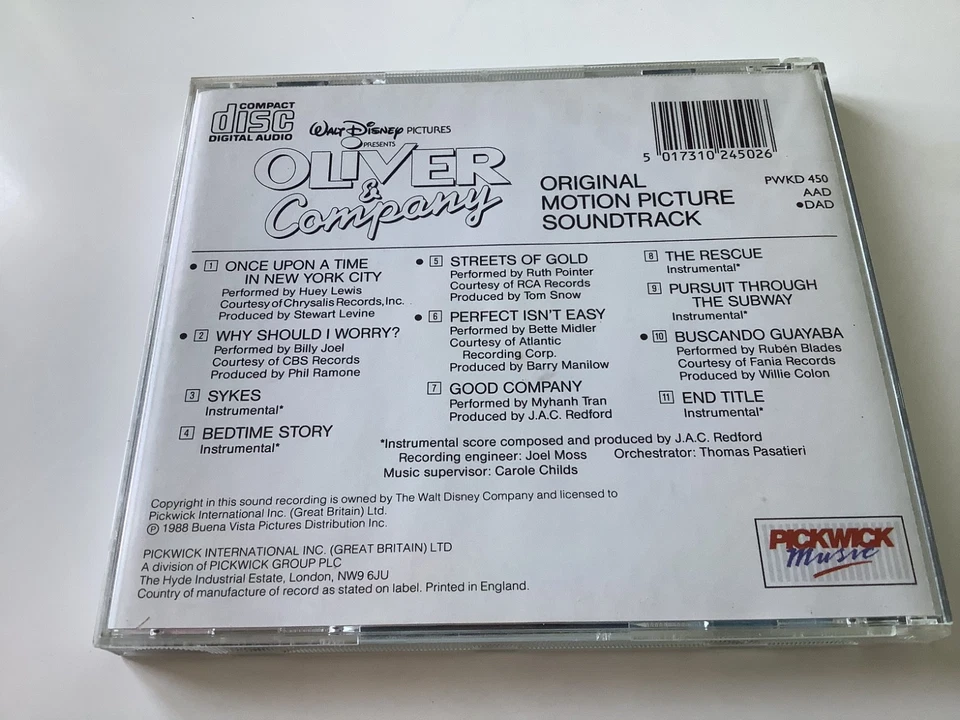 COMPACT
disc
DIGITAL AUDIO
WALT DISNEY PICTURES
PRESENTS
OLIVER
& Company
ORIGINAL
MOTION PICTURE
SOUNDTRACK
5 017310 245026
PWKD 450
AAD
•DAD
• 1 ONCE UPON A TIME
IN NEW YORK CITY
Performed by Huey Lewis
Courtesy of Chrysalis Records, Inc.
Produced by Stewart Levine
• 2 WHY SHOULD I WORRY?
Performed by Billy Joel
Courtesy of CBS Records
Produced by Phil Ramone
3 SYKES
Instrumental*
4 BEDTIME STORY
Instrumental*
• 5 STREETS OF GOLD
Performed by Ruth Pointer
Courtesy of RCA Records
Produced by Tom Snow
• 6 PERFECT ISN'T EASY
Performed by Bette Midler
Courtesy of Atlantic
Recording Corp.
Produced by Barry Manilow
7 GOOD COMPANY
Performed by Myhanh Tran
Produced by J.A.C. Redford
8 THE RESCUE
Instrumental*
9 PURSUIT THROUGH
THE SUBWAY
Instrumental*
• 10 BUSCANDO GUAYABA
Performed by Rubén Blades
Courtesy of Fania Records
Produced by Willie Colon
11 END TITLE
Instrumental*
*Instrumental score composed and produced by J.A.C. Redford
Recording engineer: Joel Moss Orchestrator: Thomas Pasatieri
Music supervisor: Carole Childs
Copyright in this sound recording is owned by The Walt Disney Company and licensed to
Pickwick International Inc. (Great Britain) Ltd.
℗ 1988 Buena Vista Pictures Distribution Inc.
PICKWICK INTERNATIONAL INC. (GREAT BRITAIN) LTD
A division of PICKWICK GROUP PLC
The Hyde Industrial Estate, London, NW9 6JU
Country of manufacture of record as stated on label. Printed in England.
PICKWICK
Music